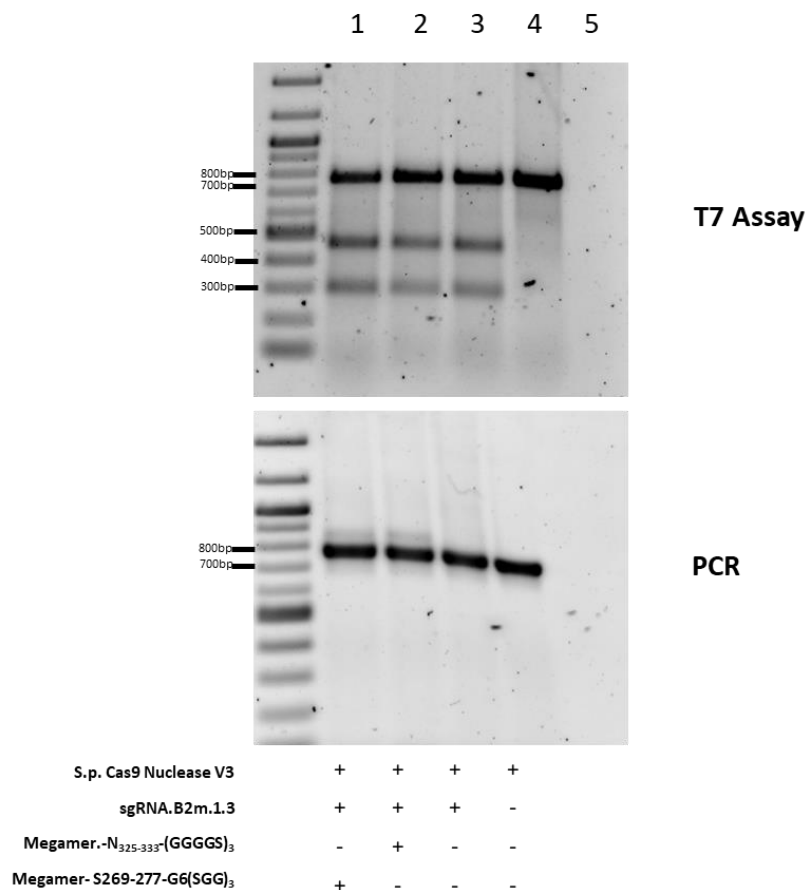 1 2 3 4 5
800bp
700bp
500bp
400bp
300bp
T7 Assay
800bp
700bp
PCR
S.p. Cas9 Nuclease V3 + + + +
sgRNA.B2m.1.3 + + + -
Megamer.-N₃₂₅₋₃₃₃-(GGGGS)₃ - + - -
Megamer- S269-277-G6(SGG)₃ + - - -